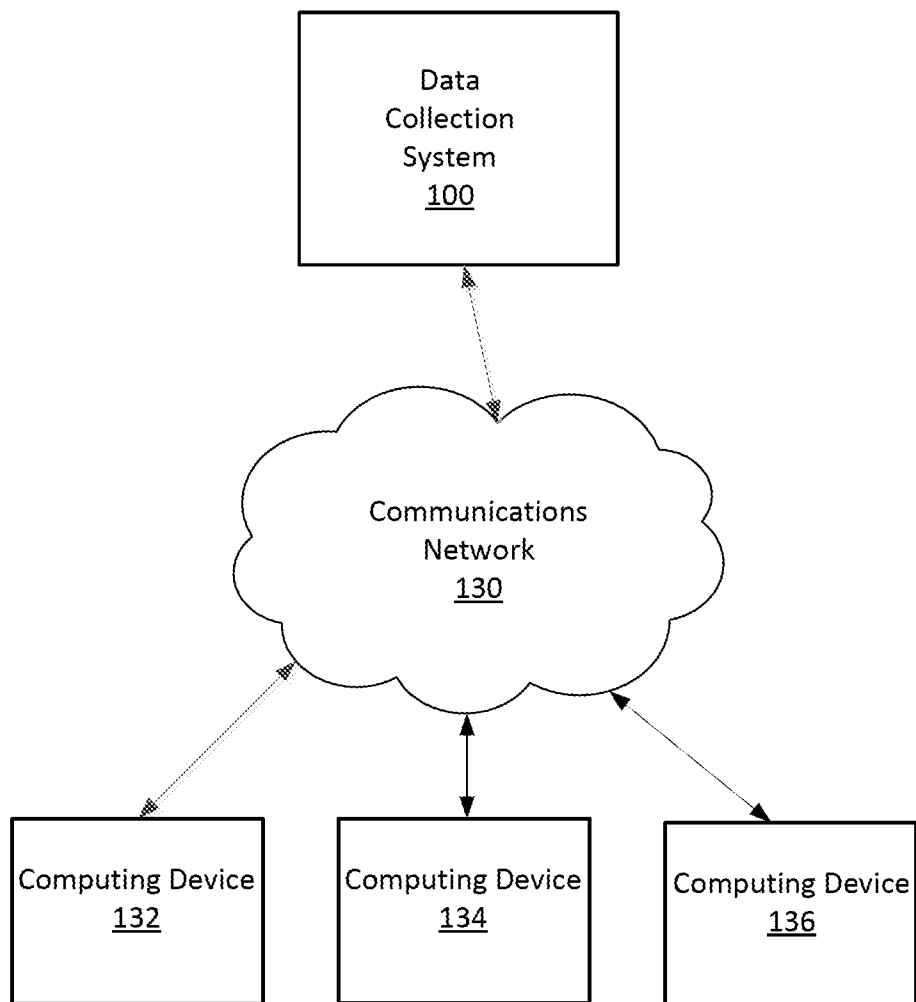 Data
Collection
System
100
Communications
Network
130
Computing Device
132
Computing Device
134
Computing Device
136